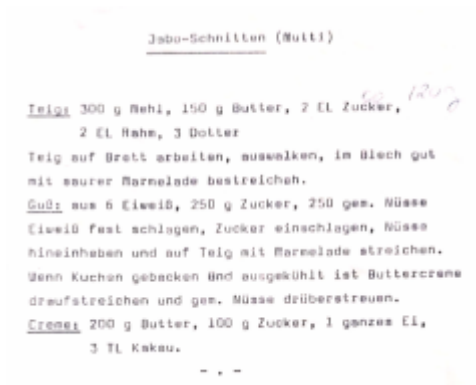 Jabo-Schnitten (Mutti)
Teig: 300 g Mehl, 150 g Butter, 2 EL Zucker,
2 EL Rahm, 3 Dotter
Teig auf Brett arbeiten, auswalken, im Blech gut
mit saurer Marmelade bestreichen.
Guß: aus 6 Eiweiß, 250 g Zucker, 250 gem. Nüsse
Eiweiß fest schlagen, Zucker einschlagen, Nüsse
hineinheben und auf Teig mit Marmelade streichen.
Wenn Kuchen gebacken und ausgekühlt ist Buttercreme
draufstreichen und gem. Nüsse drüberstreuen.
Creme: 200 g Butter, 100 g Zucker, 1 ganzes Ei,
3 TL Kakau.
- . -